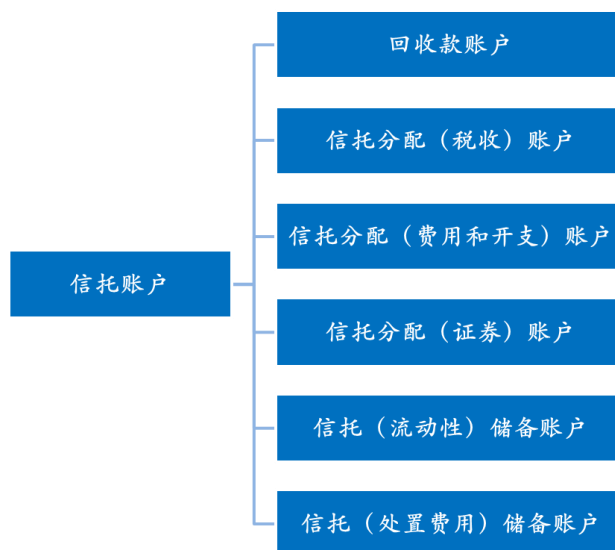 回收款账户
信托分配（税收）账户
信托分配（费用和开支）账户
信托账户
信托分配（证券）账户
信托（流动性）储备账户
信托（处置费用）储备账户